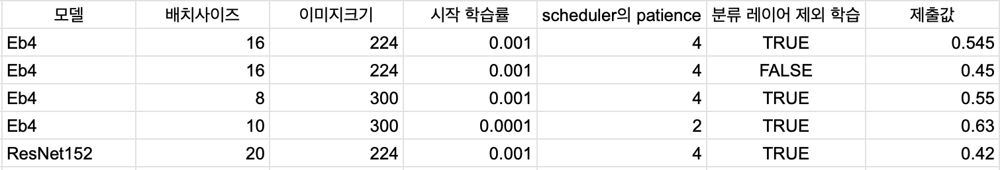 모델 배치사이즈 이미지크기 시작 학습률 scheduler의 patience 분류 레이어 제외 학습 제출값
Eb4 16 224 0.001 4 TRUE 0.545
Eb4 16 224 0.001 4 FALSE 0.45
Eb4 8 300 0.001 4 TRUE 0.55
Eb4 10 300 0.0001 2 TRUE 0.63
ResNet152 20 224 0.001 4 TRUE 0.42